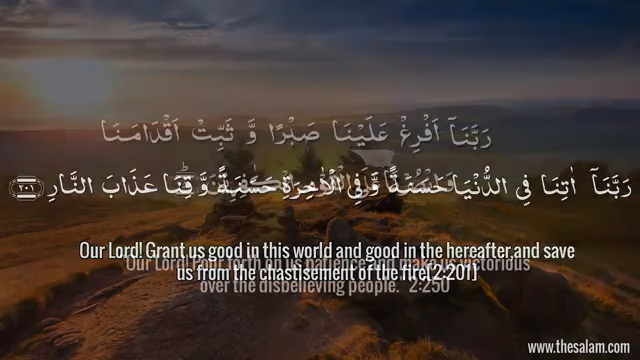 رَبَّنَآ اَفْرِغْ عَلَيْنَا صَبْرًا وَّ ثَبِّتْ اَقْدَامَنَا
رَبَّنَآ اٰتِنَا فِي الدُّنْيَا حَسَنَةً وَّ فِي الْاٰخِرَةِ حَسَنَةً وَّ قِنَا عَذَابَ النَّارِ ﴿٢٠١﴾
Our Lord! Grant us good in this world and good in the hereafter and save
Our Lord! Pour forth on us patience and make us victorious
us from the chastisement of the fire[2:201]
over the disbelieving people. 2:250
www.thesalam.com